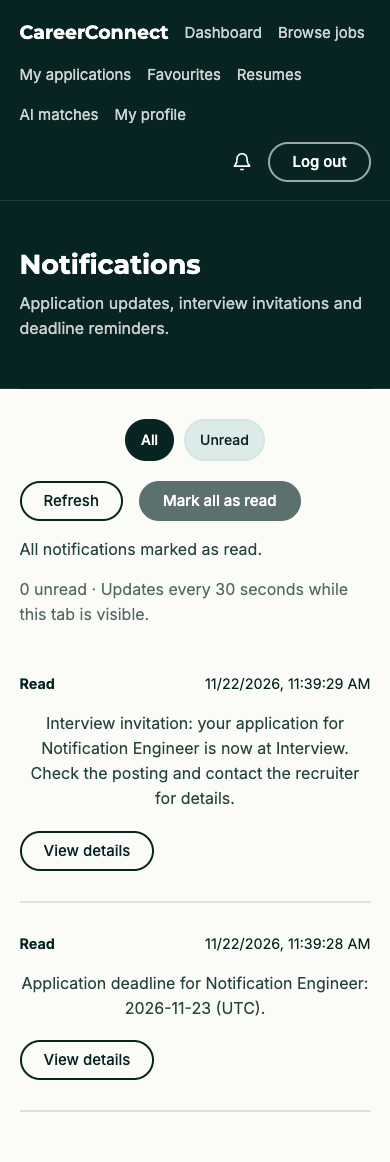 CareerConnect Dashboard Browse jobs
My applications Favourites Resumes
AI matches My profile
Log out
Notifications
Application updates, interview invitations and
deadline reminders.
All Unread
Refresh Mark all as read
All notifications marked as read.
0 unread · Updates every 30 seconds while
this tab is visible.
Read 11/22/2026, 11:39:29 AM
Interview invitation: your application for
Notification Engineer is now at Interview.
Check the posting and contact the recruiter
for details.
View details
Read 11/22/2026, 11:39:28 AM
Application deadline for Notification Engineer:
2026-11-23 (UTC).
View details